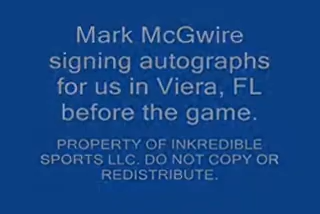 Mark McGwire
signing autographs
for us in Viera, FL
before the game.
PROPERTY OF INKREDIBLE
SPORTS LLC. DO NOT COPY OR
REDISTRIBUTE.